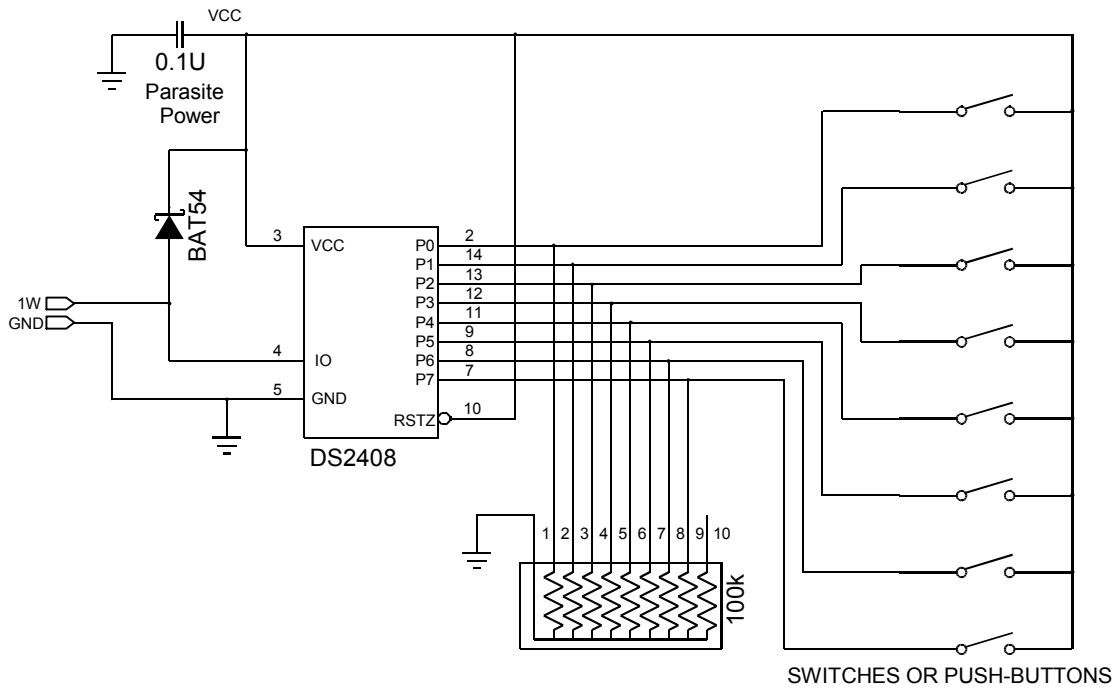 VCC
0.1U
Parasite
Power
BAT54
3
VCC
P0
2
P1
14
P2
13
1W
P3
12
GND
P4
11
P5
9
4
IO
P6
8
P7
7
5
GND
RSTZ
10
DS2408
1 2 3 4 5 6 7 8 9 10
100k
SWITCHES OR PUSH-BUTTONS